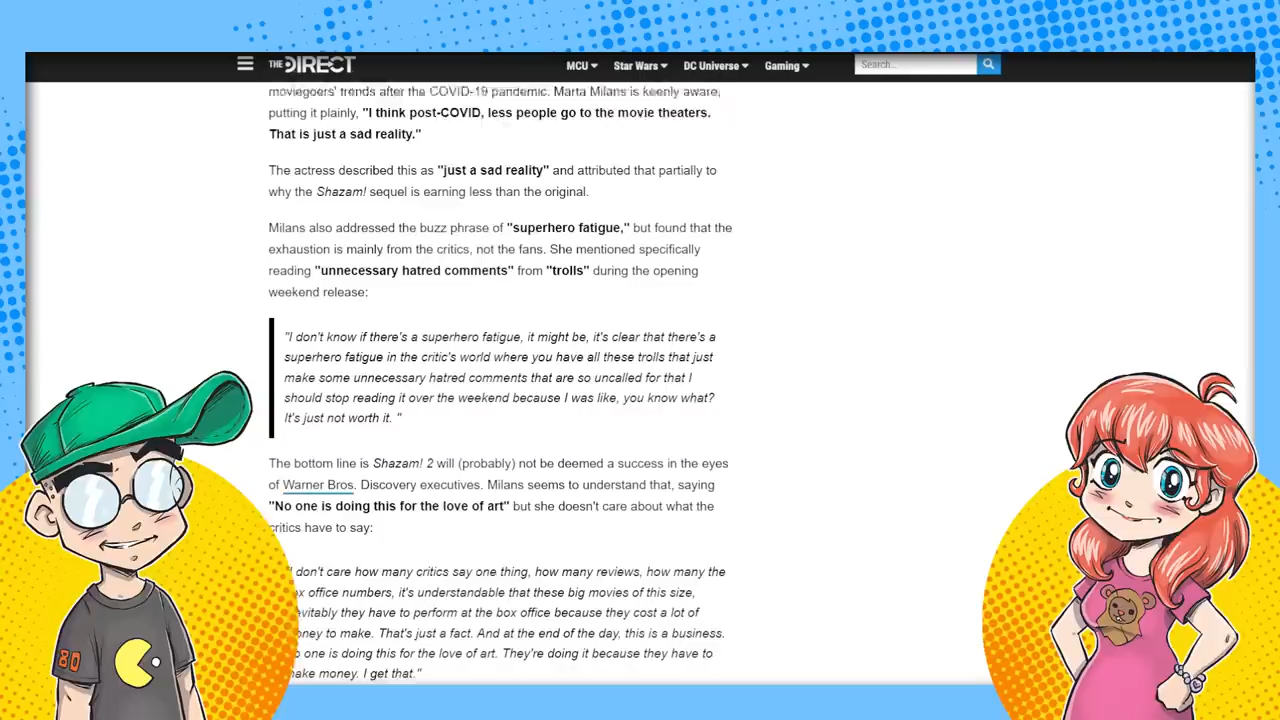 THE DIRECT
MCU
Star Wars
DC Universe
Gaming
Search...
moviegoers' trends after the COVID-19 pandemic. Marta Milans is keenly aware,
putting it plainly, "I think post-COVID, less people go to the movie theaters.
That is just a sad reality."
The actress described this as "just a sad reality" and attributed that partially to
why the Shazam! sequel is earning less than the original.
Milans also addressed the buzz phrase of "superhero fatigue," but found that the
exhaustion is mainly from the critics, not the fans. She mentioned specifically
reading "unnecessary hatred comments" from "trolls" during the opening
weekend release:
"I don't know if there's a superhero fatigue, it might be, it's clear that there's a
superhero fatigue in the critic's world where you have all these trolls that just
make some unnecessary hatred comments that are so uncalled for that I
should stop reading it over the weekend because I was like, you know what?
It's just not worth it. "
The bottom line is Shazam! 2 will (probably) not be deemed a success in the eyes
of Warner Bros. Discovery executives. Milans seems to understand that, saying
"No one is doing this for the love of art" but she doesn't care about what the
critics have to say:
I don't care how many critics say one thing, how many reviews, how many the
ox office numbers, it's understandable that these big movies of this size,
evitably they have to perform at the box office because they cost a lot of
oney to make. That's just a fact. And at the end of the day, this is a business.
o one is doing this for the love of art. They're doing it because they have to
ake money. I get that."
80